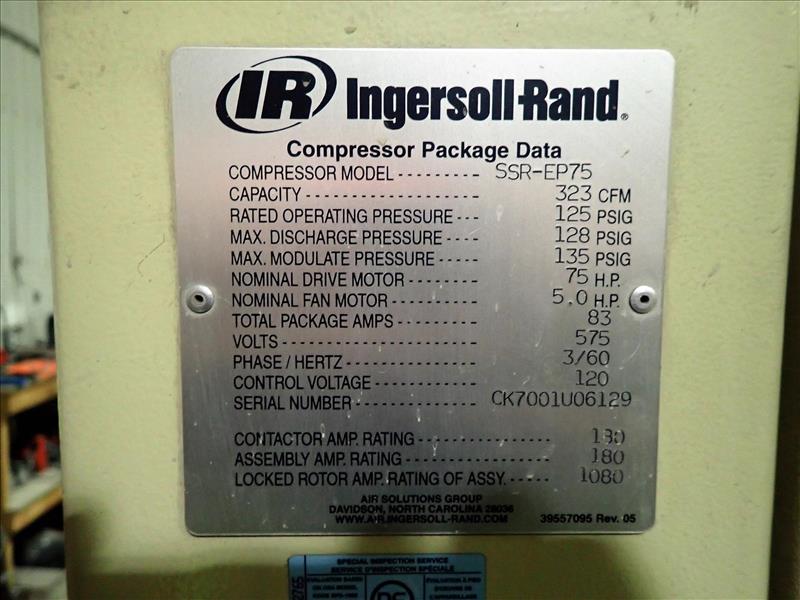 IR Ingersoll-Rand®
Compressor Package Data
COMPRESSOR MODEL --------- SSR-EP75
CAPACITY ------------------- 323 CFM
RATED OPERATING PRESSURE --- 125 PSIG
MAX. DISCHARGE PRESSURE ---- 128 PSIG
MAX. MODULATE PRESSURE ----- 135 PSIG
NOMINAL DRIVE MOTOR -------- 75 H.P.
NOMINAL FAN MOTOR ---------- 5.0 H.P.
TOTAL PACKAGE AMPS --------- 83
VOLTS ---------------------- 575
PHASE / HERTZ --------------- 3/60
CONTROL VOLTAGE ------------ 120
SERIAL NUMBER -------------- CK7001U06129
CONTACTOR AMP. RATING --------------- 180
ASSEMBLY AMP. RATING ---------------- 180
LOCKED ROTOR AMP. RATING OF ASSY. ----- 1080
AIR SOLUTIONS GROUP
DAVIDSON, NORTH CAROLINA 28036
WWW.AIR.INGERSOLL-RAND.COM 39557095 Rev. 05
SPECIAL INSPECTION SERVICE
SERVICE D'INSPECTION SPÉCIALE
EVALUATION BASED